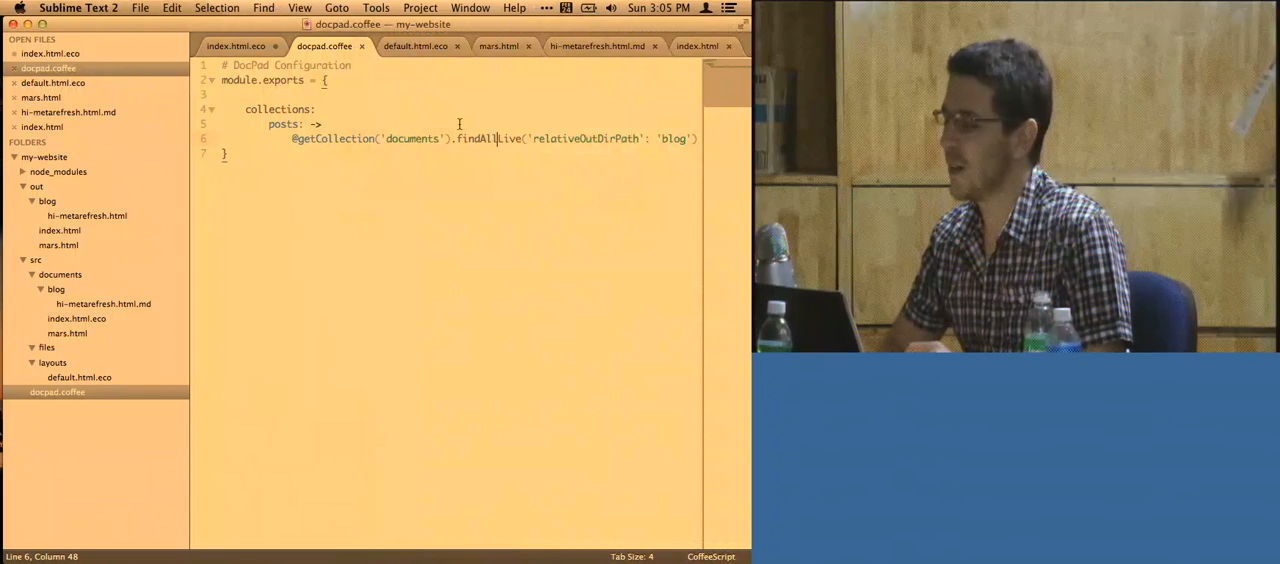 Sublime Text 2 File Edit Selection Find View Goto Tools Project Window Help Sun 3:05 PM
docpad.coffee — my-website
OPEN FILES
index.html.eco
docpad.coffee
default.html.eco
mars.html
hi-metarefresh.html.md
index.html
FOLDERS
my-website
node_modules
out
blog
hi-metarefresh.html
index.html
mars.html
src
documents
blog
hi-metarefresh.html.md
index.html.eco
mars.html
files
layouts
default.html.eco
docpad.coffee
index.html.eco docpad.coffee default.html.eco mars.html hi-metarefresh.html.md index.html
1 # DocPad Configuration
2 module.exports = {
3
4 collections:
5 posts: ->
6 @getCollection('documents').findAllLive('relativeOutDirPath': 'blog')
7 }
Line 6, Column 48 Tab Size: 4 CoffeeScript